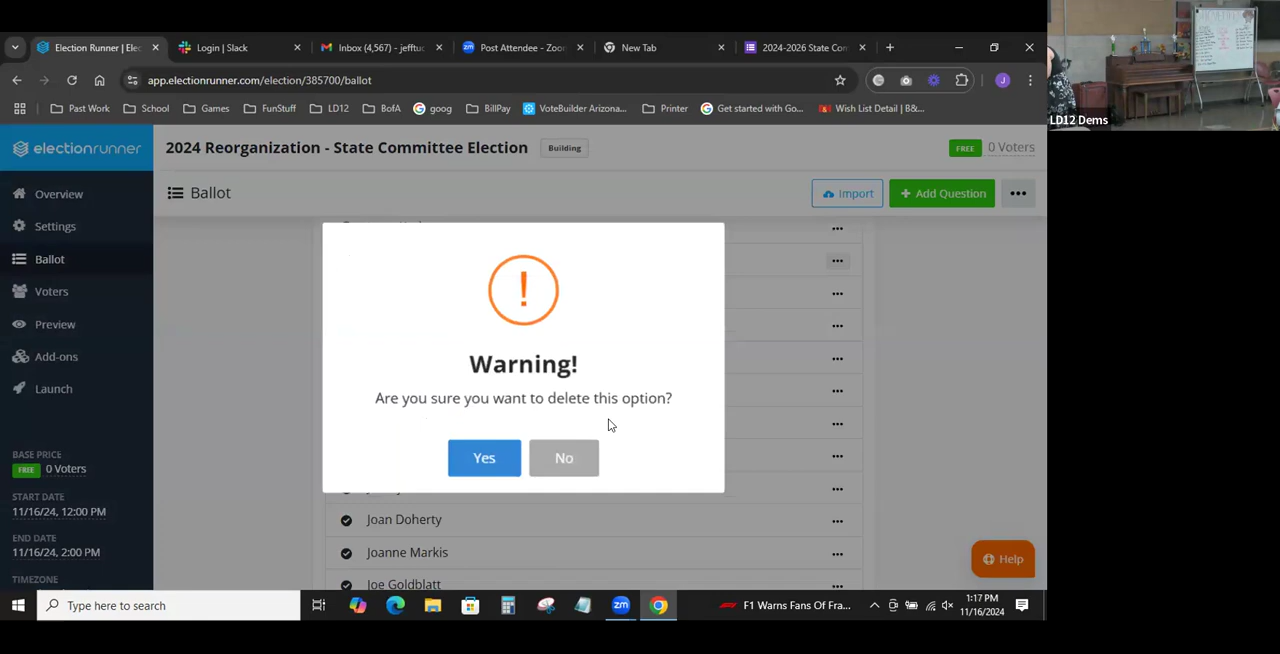 Election Runner | Elec
Login | Slack
Inbox (4,567) - jefftuc
Post Attendee - Zoom
New Tab
2024-2026 State Com
app.electionrunner.com/election/385700/ballot
J
Past Work
School
Games
FunStuff
LD12
BofA
goog
BillPay
VoteBuilder Arizona...
Printer
Get started with Go...
Wish List Detail | B&...
LD12 Dems
electionrunner
2024 Reorganization - State Committee Election
Building
FREE 0 Voters
Overview
Ballot
Import
+ Add Question
Settings
Ballot
Voters
Preview
Add-ons
Launch
!
Warning!
Are you sure you want to delete this option?
Yes
No
BASE PRICE
FREE 0 Voters
START DATE
11/16/24, 12:00 PM
END DATE
11/16/24, 2:00 PM
TIMEZONE
Joan Doherty
Joanne Markis
Joe Goldblatt
Help
Type here to search
zm
F1 Warns Fans Of Fra...
1:17 PM
11/16/2024